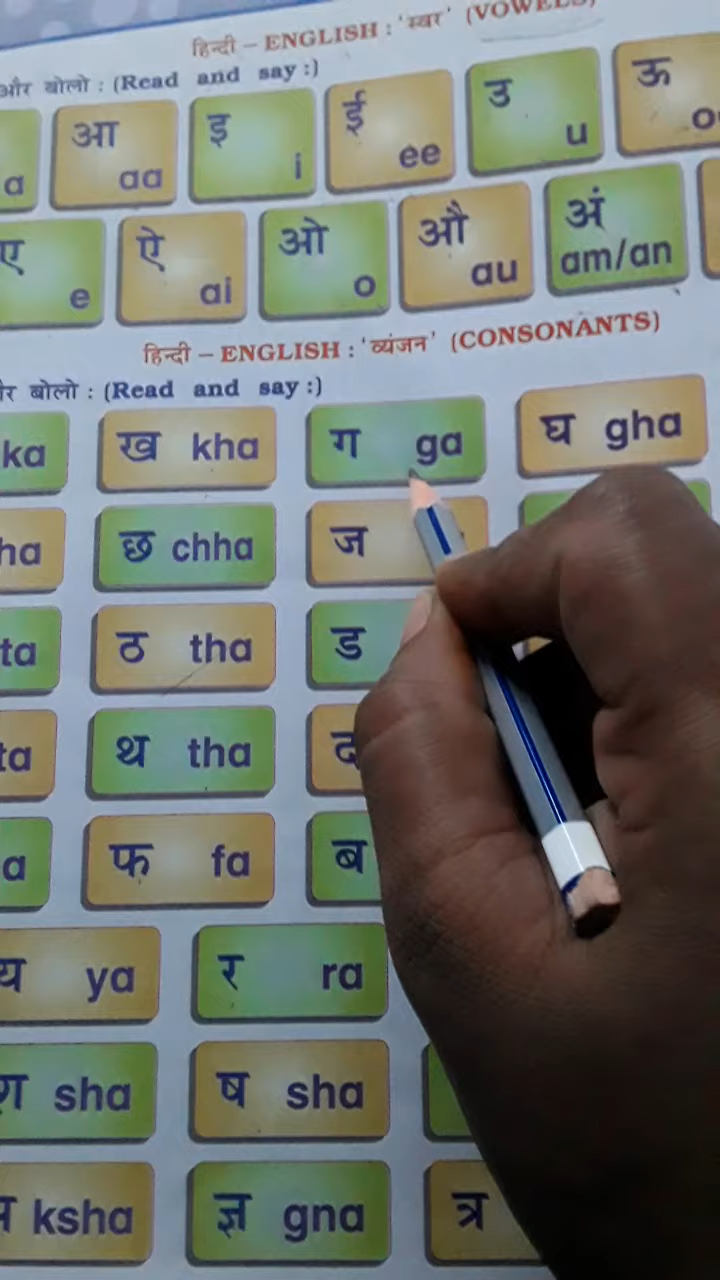 हिन्दी – ENGLISH : 'स्वर' (VOWELS)
और बोलो : (Read and say :)
a आ aa इ i ई ee उ u ऊ
ए e ऐ ai ओ o औ au अं am/an
हिन्दी – ENGLISH : 'व्यंजन' (CONSONANTS)
बोलो : (Read and say :)
ka ख kha ग ga घ gha
छ chha ज
ta ठ tha ड
ta थ tha द
a फ fa ब
य ya र ra
sha ष sha
ksha ज्ञ gna त्र